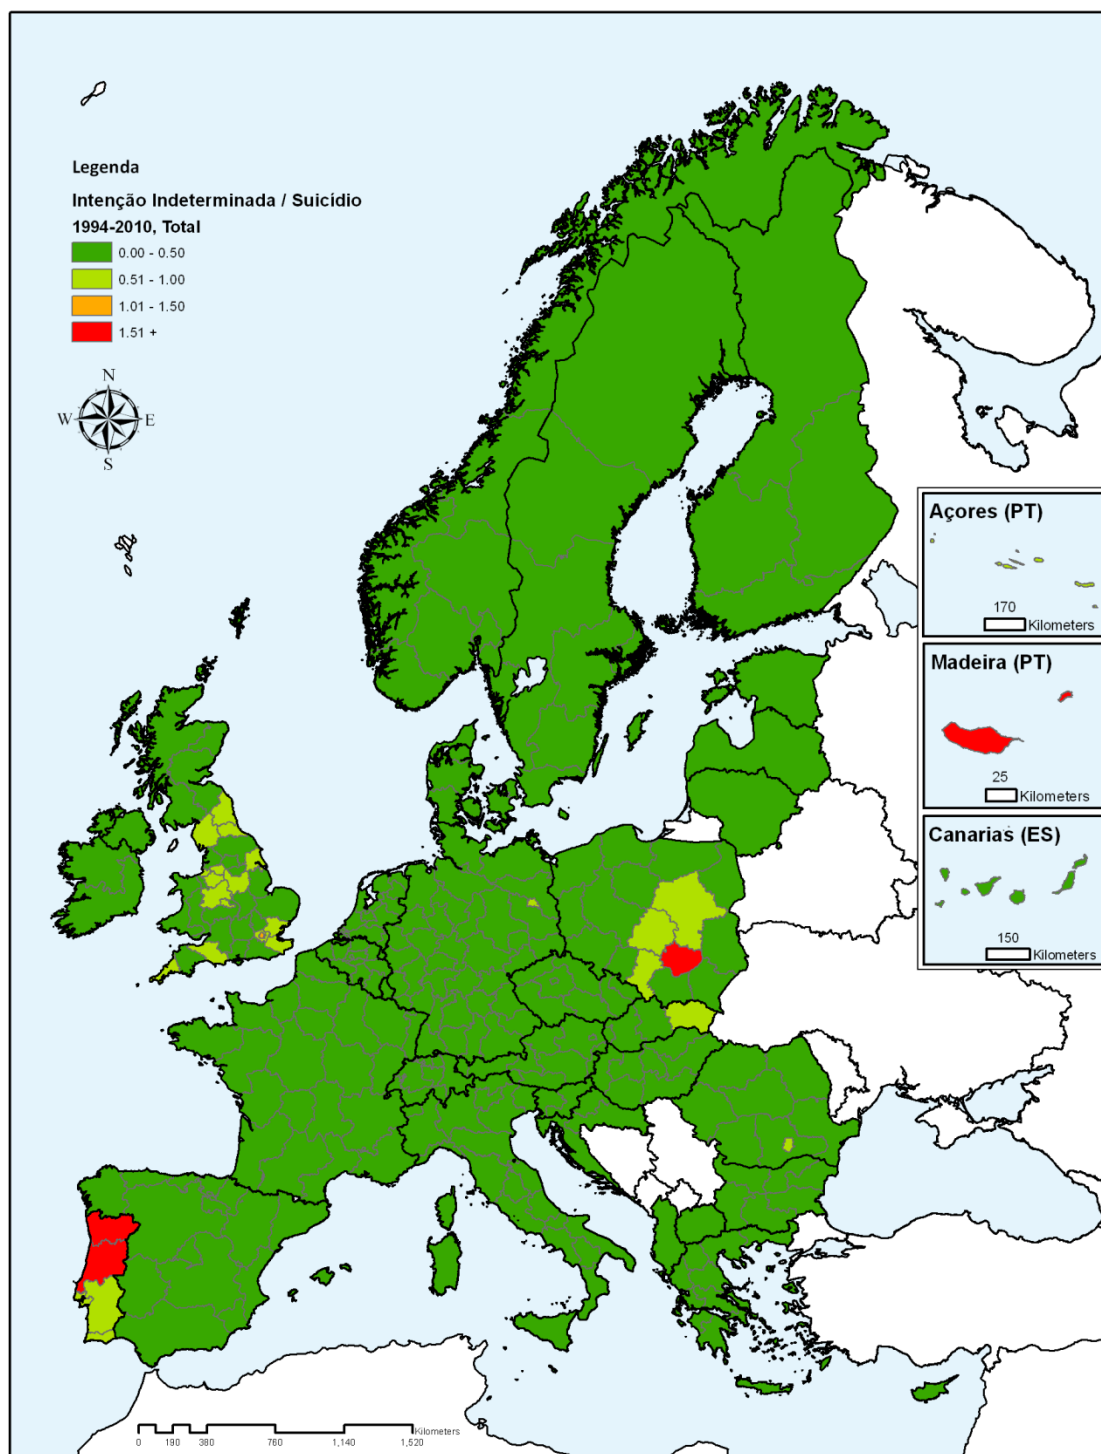 Legenda
Intenção Indeterminada / Suicídio
1994-2010, Total
0.00 - 0.50
0.51 - 1.00
1.01 - 1.50
1.51 +
N
W E
S
Açores (PT)
170
Kilometers
Madeira (PT)
25
Kilometers
Canarias (ES)
150
Kilometers
Kilometers
0 190 380 760 1,140 1,520